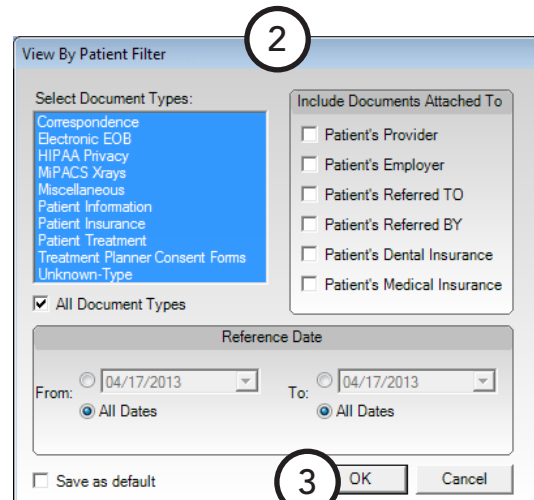 2
View By Patient Filter
Select Document Types:
Correspondence
Electronic EOB
HIPAA Privacy
MiPACS Xrays
Miscellaneous
Patient Information
Patient Insurance
Patient Treatment
Treatment Planner Consent Forms
Unknown-Type
All Document Types
Include Documents Attached To
Patient's Provider
Patient's Employer
Patient's Referred TO
Patient's Referred BY
Patient's Dental Insurance
Patient's Medical Insurance
Reference Date
From: 04/17/2013
All Dates
To: 04/17/2013
All Dates
Save as default
3
OK
Cancel